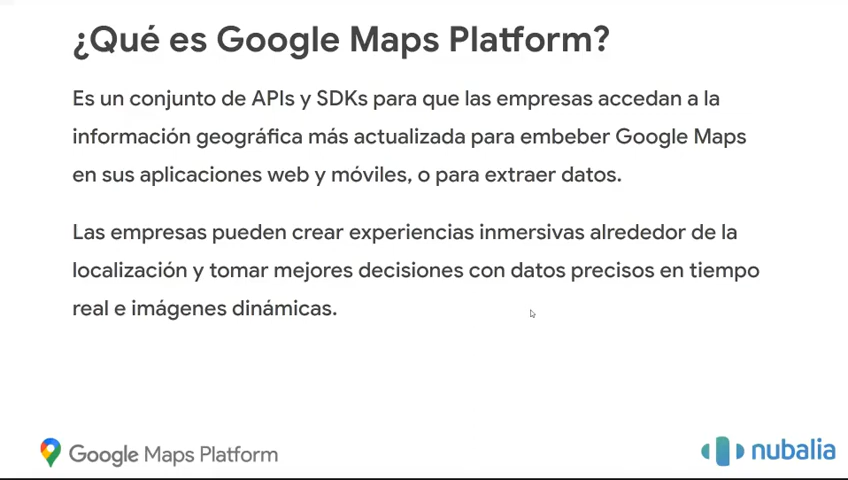 ¿Qué es Google Maps Platform?
Es un conjunto de APIs y SDKs para que las empresas accedan a la
información geográfica más actualizada para embeber Google Maps
en sus aplicaciones web y móviles, o para extraer datos.
Las empresas pueden crear experiencias inmersivas alrededor de la
localización y tomar mejores decisiones con datos precisos en tiempo
real e imágenes dinámicas.
Google Maps Platform
nubalia